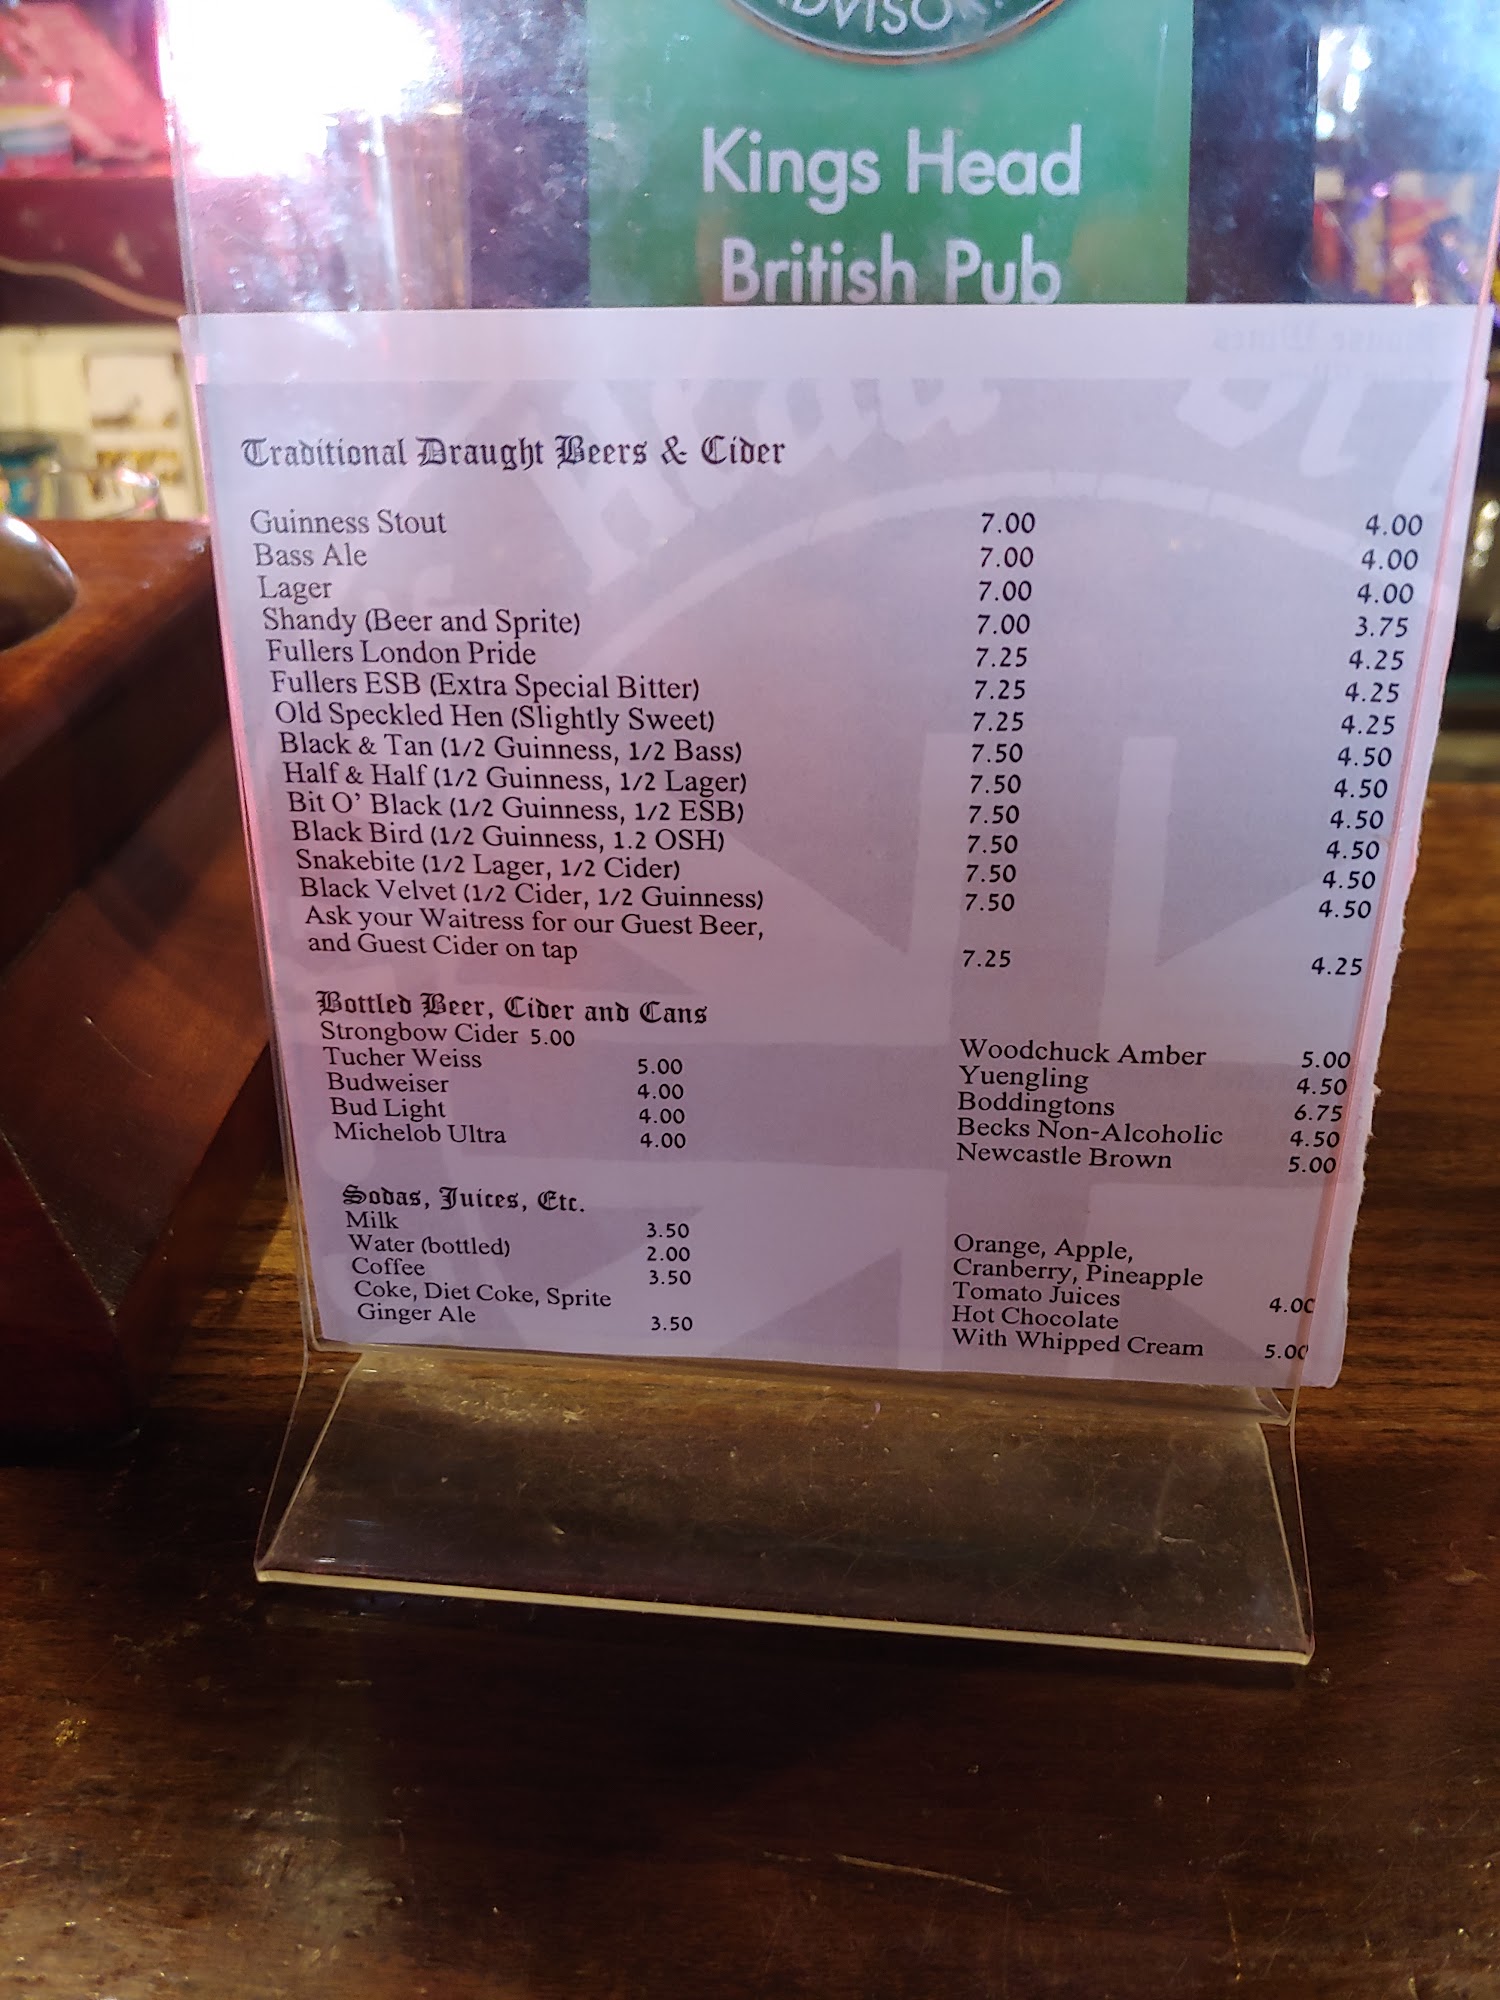 Kings Head
British Pub
Traditional Draught Beers & Cider
Guinness Stout 7.00 4.00
Bass Ale 7.00 4.00
Lager 7.00 4.00
Shandy (Beer and Sprite) 7.00 3.75
Fullers London Pride 7.25 4.25
Fullers ESB (Extra Special Bitter) 7.25 4.25
Old Speckled Hen (Slightly Sweet) 7.25 4.25
Black & Tan (1/2 Guinness, 1/2 Bass) 7.50 4.50
Half & Half (1/2 Guinness, 1/2 Lager) 7.50 4.50
Bit O' Black (1/2 Guinness, 1/2 ESB) 7.50 4.50
Black Bird (1/2 Guinness, 1.2 OSH) 7.50 4.50
Snakebite (1/2 Lager, 1/2 Cider) 7.50 4.50
Black Velvet (1/2 Cider, 1/2 Guinness) 7.50 4.50
Ask your Waitress for our Guest Beer,
and Guest Cider on tap 7.25 4.25
Bottled Beer, Cider and Cans
Strongbow Cider 5.00
Tucher Weiss 5.00
Budweiser 4.00
Bud Light 4.00
Michelob Ultra 4.00
Woodchuck Amber 5.00
Yuengling 4.50
Boddingtons 6.75
Becks Non-Alcoholic 4.50
Newcastle Brown 5.00
Sodas, Juices, Etc.
Milk 3.50
Water (bottled) 2.00
Coffee 3.50
Coke, Diet Coke, Sprite
Ginger Ale 3.50
Orange, Apple,
Cranberry, Pineapple
Tomato Juices 4.00
Hot Chocolate
With Whipped Cream 5.00